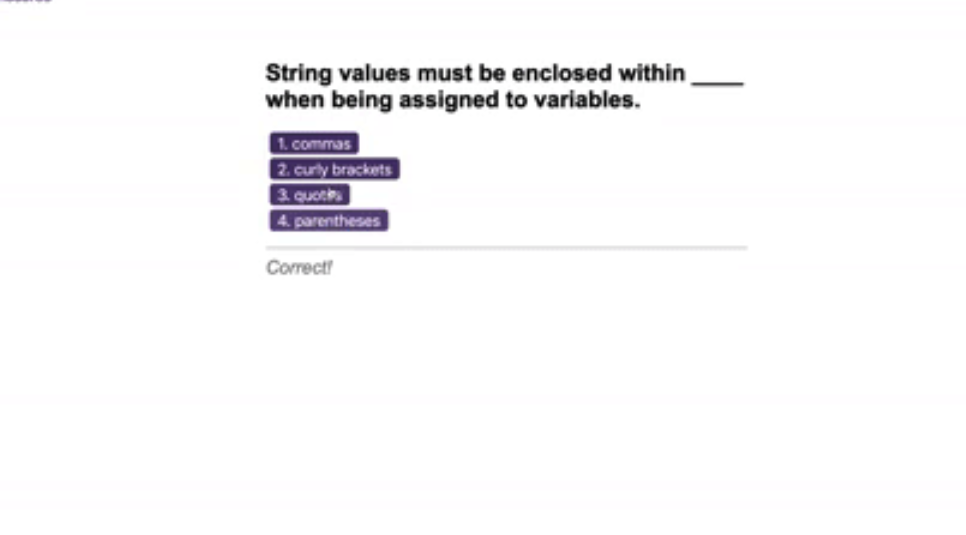 String values must be enclosed within ____
when being assigned to variables.
1. commas
2. curly brackets
3. quotes
4. parentheses
Correct!